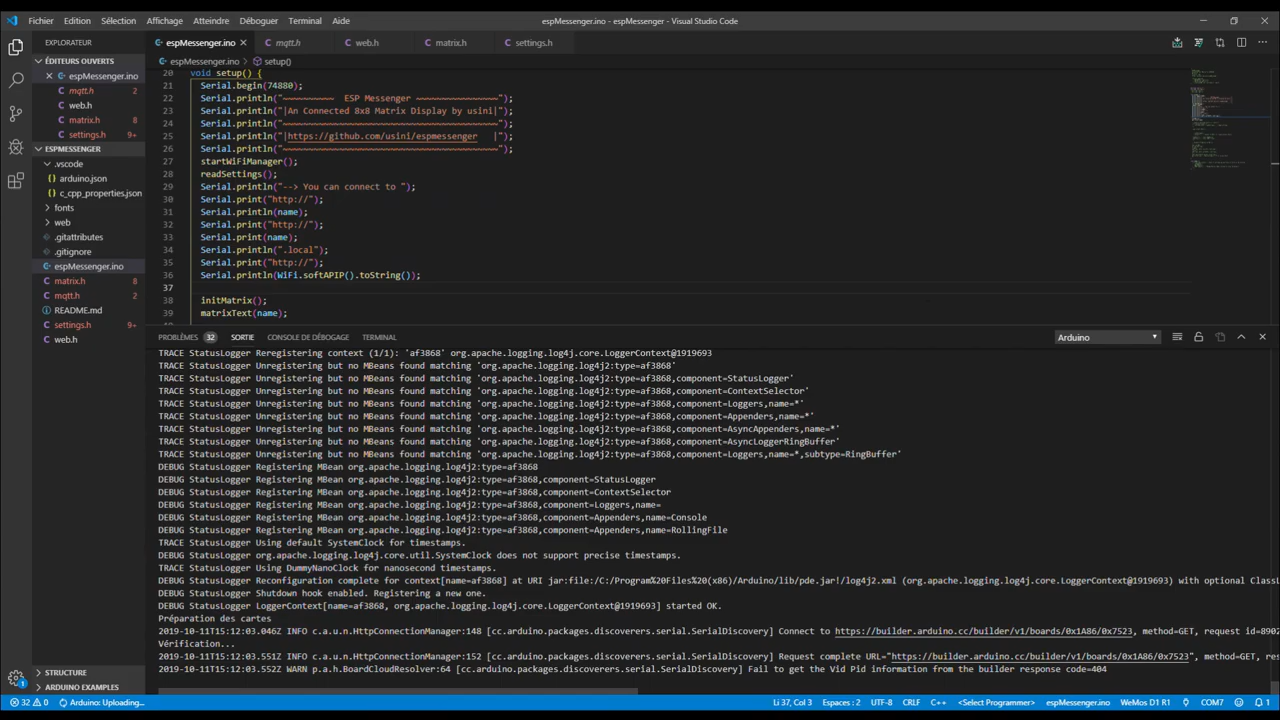 Fichier Edition Sélection Affichage Atteindre Déboguer Terminal Aide
espMessenger.ino - espMessenger - Visual Studio Code
EXPLORATEUR
ÉDITEURS OUVERTS
espMessenger.ino
mqtt.h 2
web.h
matrix.h 8
settings.h 9+
ESPMESSENGER
.vscode
arduino.json
c_cpp_properties.json
fonts
web
.gitattributes
.gitignore
espMessenger.ino
matrix.h 8
mqtt.h 2
README.md
settings.h 9+
web.h
STRUCTURE
ARDUINO EXAMPLES
espMessenger.ino mqtt.h web.h matrix.h settings.h
espMessenger.ino > setup()
20 void setup() {
21 Serial.begin(74880);
22 Serial.println("~~~~~~~~~~  ESP Messenger ~~~~~~~~~~~~~~~~");
23 Serial.println("|An Connected 8x8 Matrix Display by usini|");
24 Serial.println("~~~~~~~~~~~~~~~~~~~~~~~~~~~~~~~~~~~~~~~~~~");
25 Serial.println("|https://github.com/usini/espmessenger   |");
26 Serial.println("~~~~~~~~~~~~~~~~~~~~~~~~~~~~~~~~~~~~~~~~~~");
27 startWiFiManager();
28 readSettings();
29 Serial.println("--> You can connect to ");
30 Serial.print("http://");
31 Serial.println(name);
32 Serial.print("http://");
33 Serial.print(name);
34 Serial.println(".local");
35 Serial.print("http://");
36 Serial.println(WiFi.softAPIP().toString());
37
38 initMatrix();
39 matrixText(name);
PROBLÈMES 32 SORTIE CONSOLE DE DÉBOGAGE TERMINAL
Arduino
TRACE StatusLogger Reregistering context (1/1): 'af3868' org.apache.logging.log4j.core.LoggerContext@1919693
TRACE StatusLogger Unregistering but no MBeans found matching 'org.apache.logging.log4j2:type=af3868'
TRACE StatusLogger Unregistering but no MBeans found matching 'org.apache.logging.log4j2:type=af3868,component=StatusLogger'
TRACE StatusLogger Unregistering but no MBeans found matching 'org.apache.logging.log4j2:type=af3868,component=ContextSelector'
TRACE StatusLogger Unregistering but no MBeans found matching 'org.apache.logging.log4j2:type=af3868,component=Loggers,name=*'
TRACE StatusLogger Unregistering but no MBeans found matching 'org.apache.logging.log4j2:type=af3868,component=Appenders,name=*'
TRACE StatusLogger Unregistering but no MBeans found matching 'org.apache.logging.log4j2:type=af3868,component=AsyncAppenders,name=*'
TRACE StatusLogger Unregistering but no MBeans found matching 'org.apache.logging.log4j2:type=af3868,component=AsyncLoggerRingBuffer'
TRACE StatusLogger Unregistering but no MBeans found matching 'org.apache.logging.log4j2:type=af3868,component=Loggers,name=*,subtype=RingBuffer'
DEBUG StatusLogger Registering MBean org.apache.logging.log4j2:type=af3868
DEBUG StatusLogger Registering MBean org.apache.logging.log4j2:type=af3868,component=StatusLogger
DEBUG StatusLogger Registering MBean org.apache.logging.log4j2:type=af3868,component=ContextSelector
DEBUG StatusLogger Registering MBean org.apache.logging.log4j2:type=af3868,component=Loggers,name=
DEBUG StatusLogger Registering MBean org.apache.logging.log4j2:type=af3868,component=Appenders,name=Console
DEBUG StatusLogger Registering MBean org.apache.logging.log4j2:type=af3868,component=Appenders,name=RollingFile
TRACE StatusLogger Using default SystemClock for timestamps.
DEBUG StatusLogger org.apache.logging.log4j.core.util.SystemClock does not support precise timestamps.
TRACE StatusLogger Using DummyNanoClock for nanosecond timestamps.
DEBUG StatusLogger Reconfiguration complete for context[name=af3868] at URI jar:file:/C:/Program%20Files%20(x86)/Arduino/lib/pde.jar!/log4j2.xml (org.apache.logging.log4j.core.LoggerContext@1919693) with optional ClassL
DEBUG StatusLogger Shutdown hook enabled. Registering a new one.
DEBUG StatusLogger LoggerContext[name=af3868, org.apache.logging.log4j.core.LoggerContext@1919693] started OK.
Préparation des cartes
2019-10-11T15:12:03.046Z INFO c.a.u.n.HttpConnectionManager:148 [cc.arduino.packages.discoverers.serial.SerialDiscovery] Connect to https://builder.arduino.cc/builder/v1/boards/0x1A86/0x7523, method=GET, request id=8902
Vérification...
2019-10-11T15:12:03.551Z INFO c.a.u.n.HttpConnectionManager:152 [cc.arduino.packages.discoverers.serial.SerialDiscovery] Request complete URL="https://builder.arduino.cc/builder/v1/boards/0x1A86/0x7523", method=GET, req
2019-10-11T15:12:03.552Z WARN p.a.h.BoardCloudResolver:64 [cc.arduino.packages.discoverers.serial.SerialDiscovery] Fail to get the Vid Pid information from the builder response code=404
32 0 Arduino: Uploading... Li 37, Col 3 Espaces : 2 UTF-8 CRLF C++ <Select Programmer> espMessenger.ino WeMos D1 R1 COM7 1